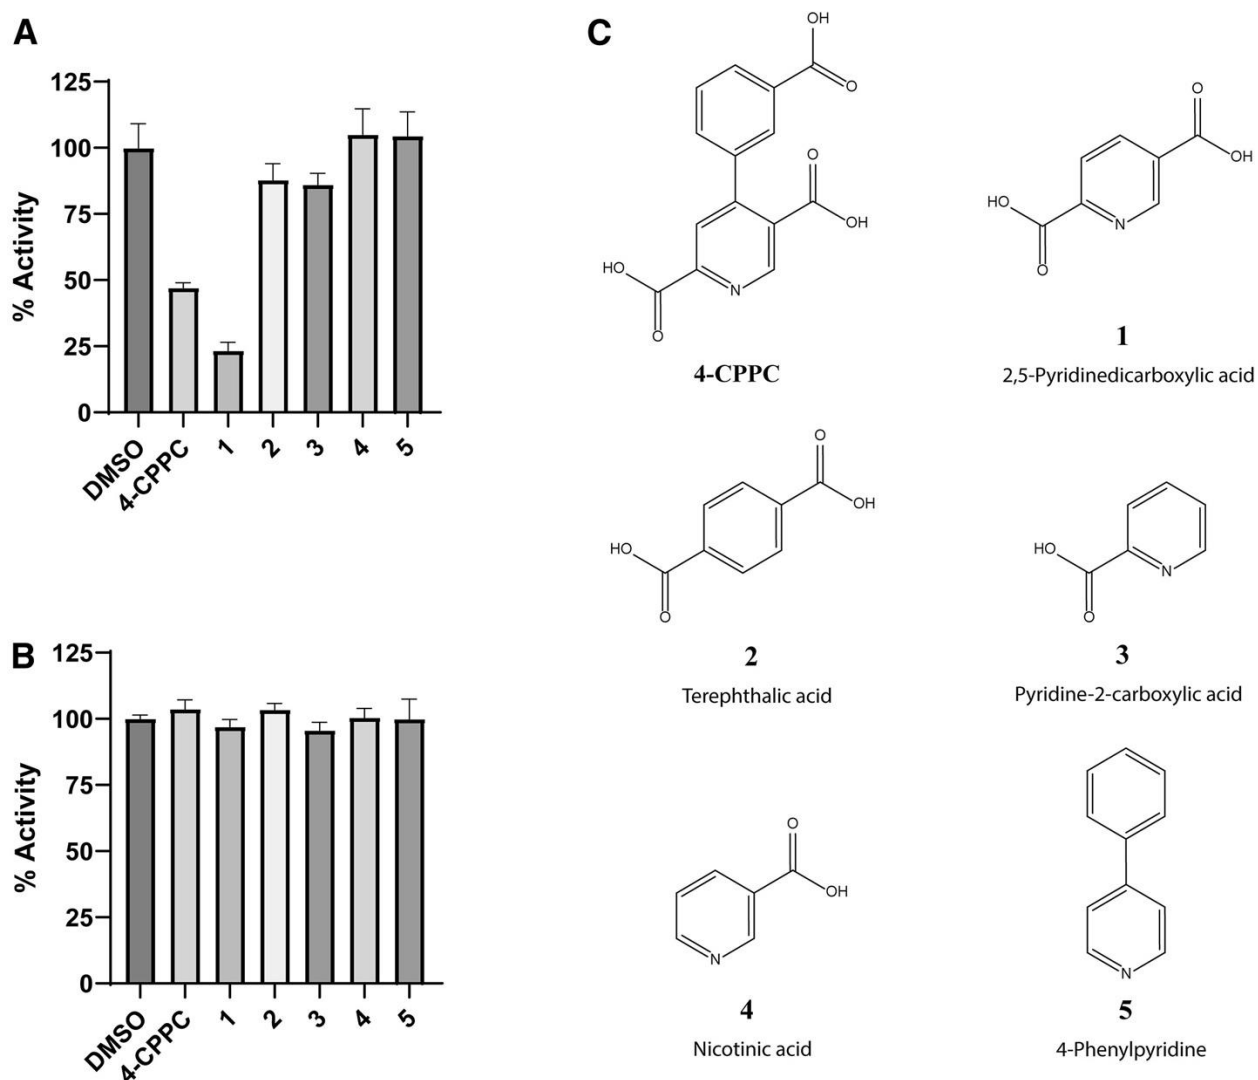 A
% Activity
125
100
75
50
25
0
DMSO
4-CPPC
1
2
3
4
5
B
% Activity
125
100
75
50
25
0
DMSO
4-CPPC
1
2
3
4
5
C
OH
O
O
OH
HO
N
O
4-CPPC
O
OH
HO
N
O
1
2,5-Pyridinedicarboxylic acid
O
OH
HO
O
2
Terephthalic acid
HO
N
O
3
Pyridine-2-carboxylic acid
O
OH
N
4
Nicotinic acid
N
5
4-Phenylpyridine